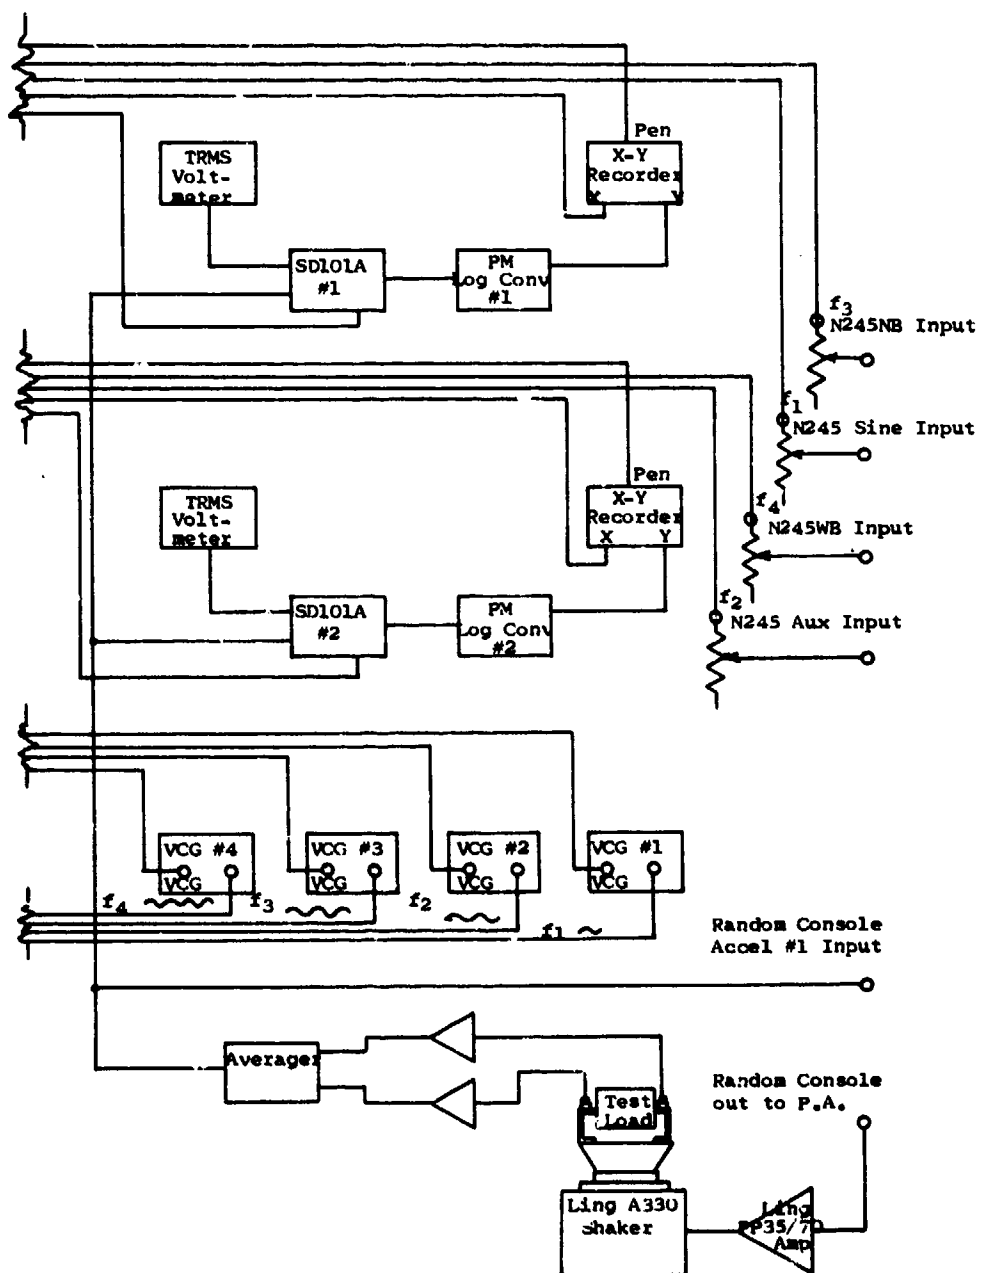 Pen
TRMS
Volt-
meter
X-Y
Recorder
X Y
SD101A
#1
PM
Log Conv
#1
f3
N245NB Input
f1
N245 Sine Input
Pen
TRMS
Volt-
meter
X-Y
Recorder
X Y
f4
N245WB Input
SD101A
#2
PM
Log Conv
#2
f2
N245 Aux Input
VCG #4
VCG
VCG #3
VCG
VCG #2
VCG
VCG #1
VCG
f4
f3
f2
f1
Random Console
Accel #1 Input
Averager
Test
Load
Random Console
out to P.A.
Ling A330
Shaker
Ling
PP35/7
Amp